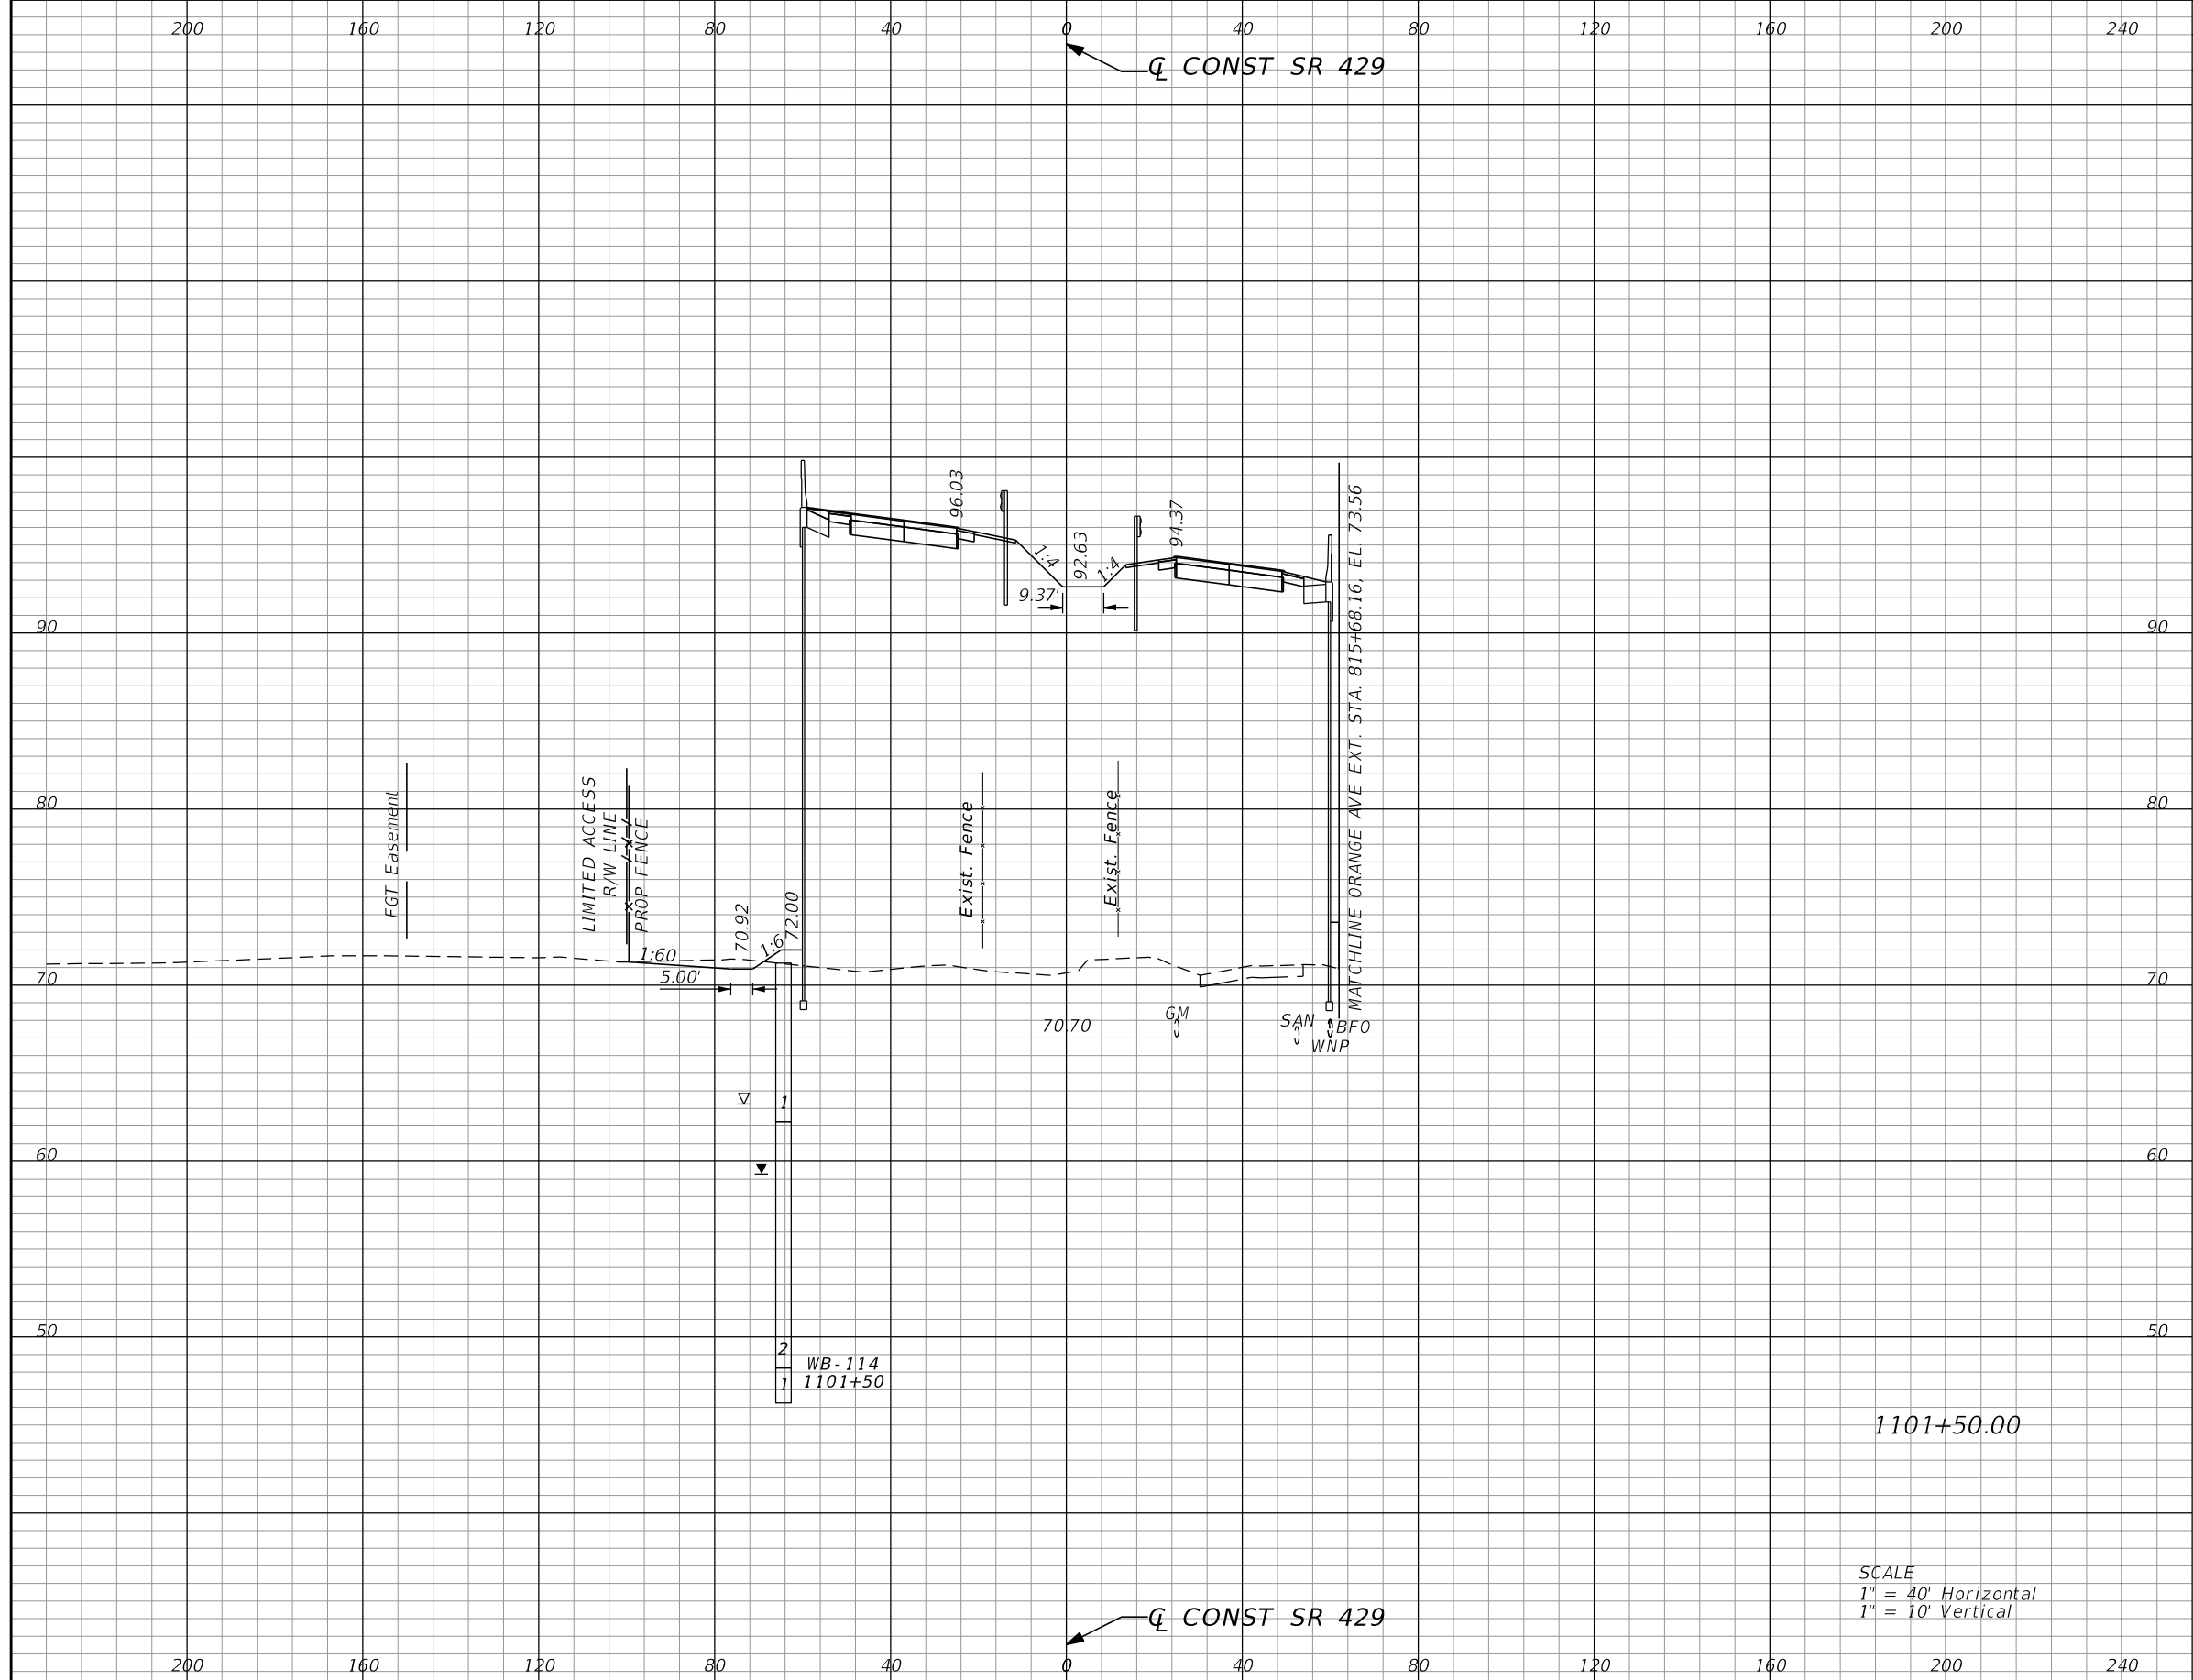 200 160 120 80 40 0 40 80 120 160 200 240
℄ CONST SR 429
96.03
94.37
92.63
1:4
1:4
9.37'
90 90
MATCHLINE ORANGE AVE EXT. STA. 815+68.16, EL. 73.56
80 80
FGT Easement
LIMITED ACCESS
R/W LINE
PROP FENCE
Exist. Fence
Exist. Fence
70.92
72.00
1:60
1:6
5.00'
70 70
70.70
GM
SAN
BFO
WNP
1
60 60
50 50
2
1
WB-114
1101+50
1101+50.00
SCALE
1" = 40' Horizontal
1" = 10' Vertical
℄ CONST SR 429
200 160 120 80 40 0 40 80 120 160 200 240